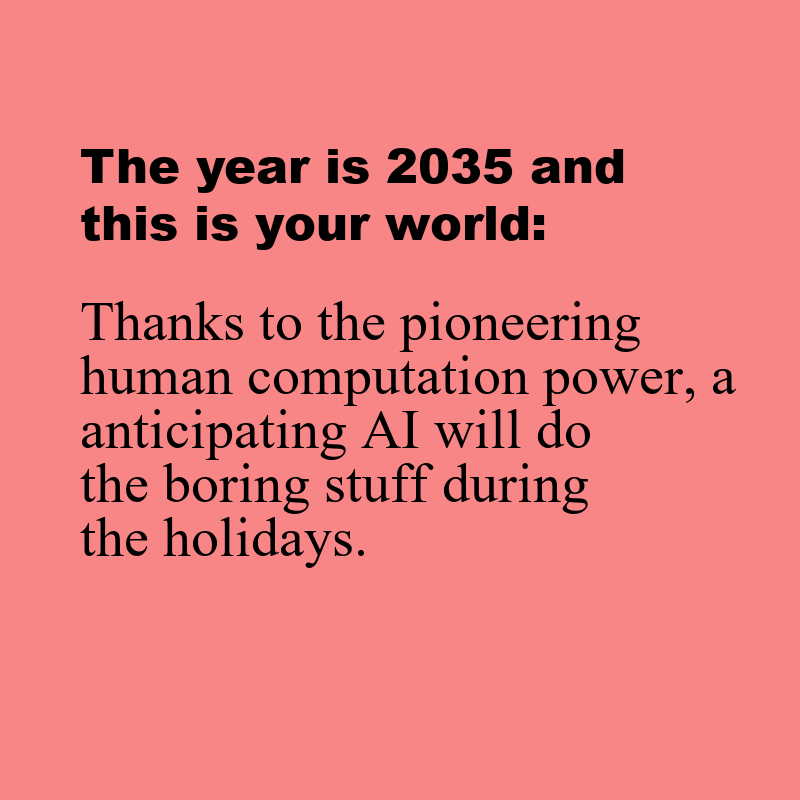 The year is 2035 and
this is your world:
Thanks to the pioneering
human computation power, a
anticipating AI will do
the boring stuff during
the holidays.